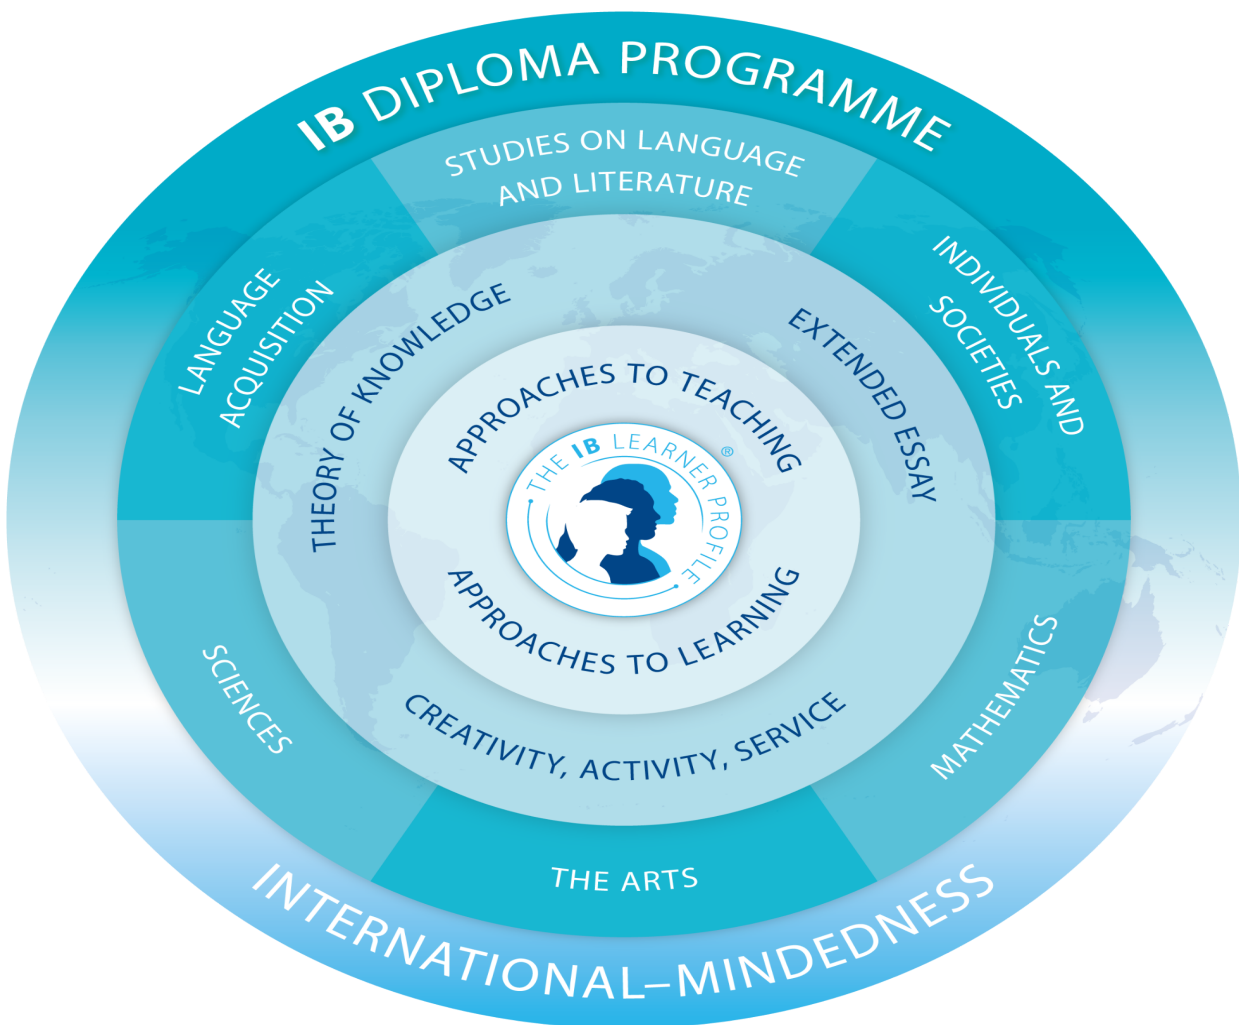 IB DIPLOMA PROGRAMME
STUDIES ON LANGUAGE
AND LITERATURE
LANGUAGE
ACQUISITION
INDIVIDUALS AND
SOCIETIES
THEORY OF KNOWLEDGE
EXTENDED ESSAY
APPROACHES TO TEACHING
THE IB LEARNER PROFILE ®
APPROACHES TO LEARNING
SCIENCES
MATHEMATICS
CREATIVITY, ACTIVITY, SERVICE
THE ARTS
INTERNATIONAL–MINDEDNESS